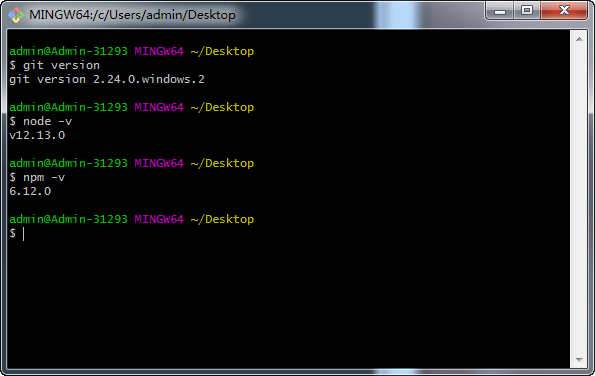 MINGW64:/c/Users/admin/Desktop
admin@Admin-31293 MINGW64 ~/Desktop
$ git version
git version 2.24.0.windows.2
admin@Admin-31293 MINGW64 ~/Desktop
$ node -v
v12.13.0
admin@Admin-31293 MINGW64 ~/Desktop
$ npm -v
6.12.0
admin@Admin-31293 MINGW64 ~/Desktop
$